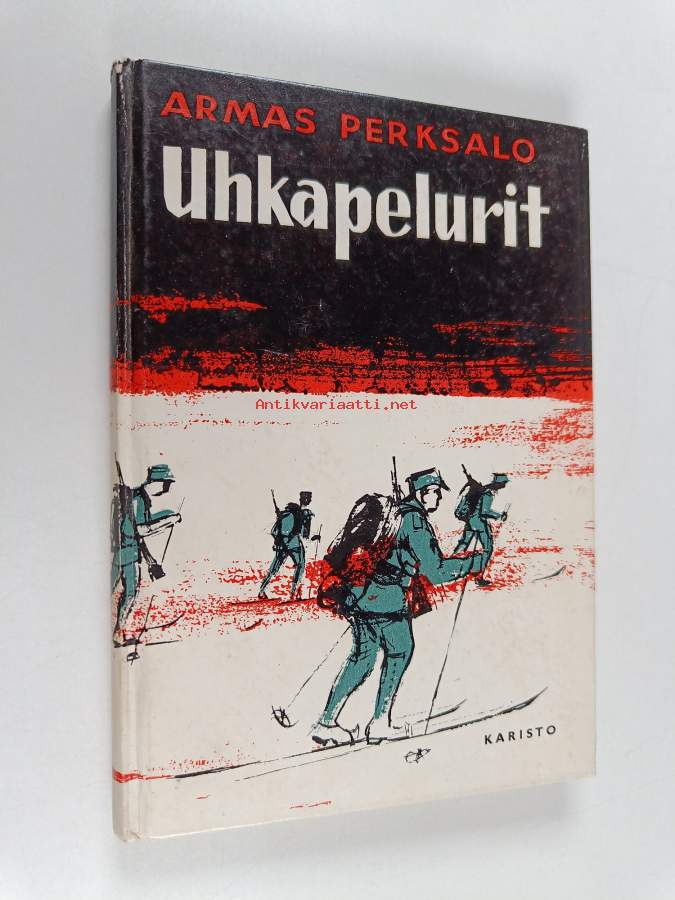 ARMAS PERKSALO
Uhkapelurit
Antikvariaatti.net
KARISTO